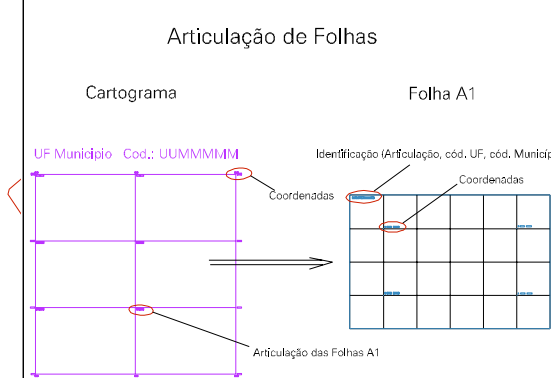 Articulação de Folhas
Cartograma
Folha A1
UF Municipio Cod.: UUMMMMM
Identificação (Articulação, cód. UF, cód. Municíp
Coordenadas
Coordenadas
Articulação das Folhas A1